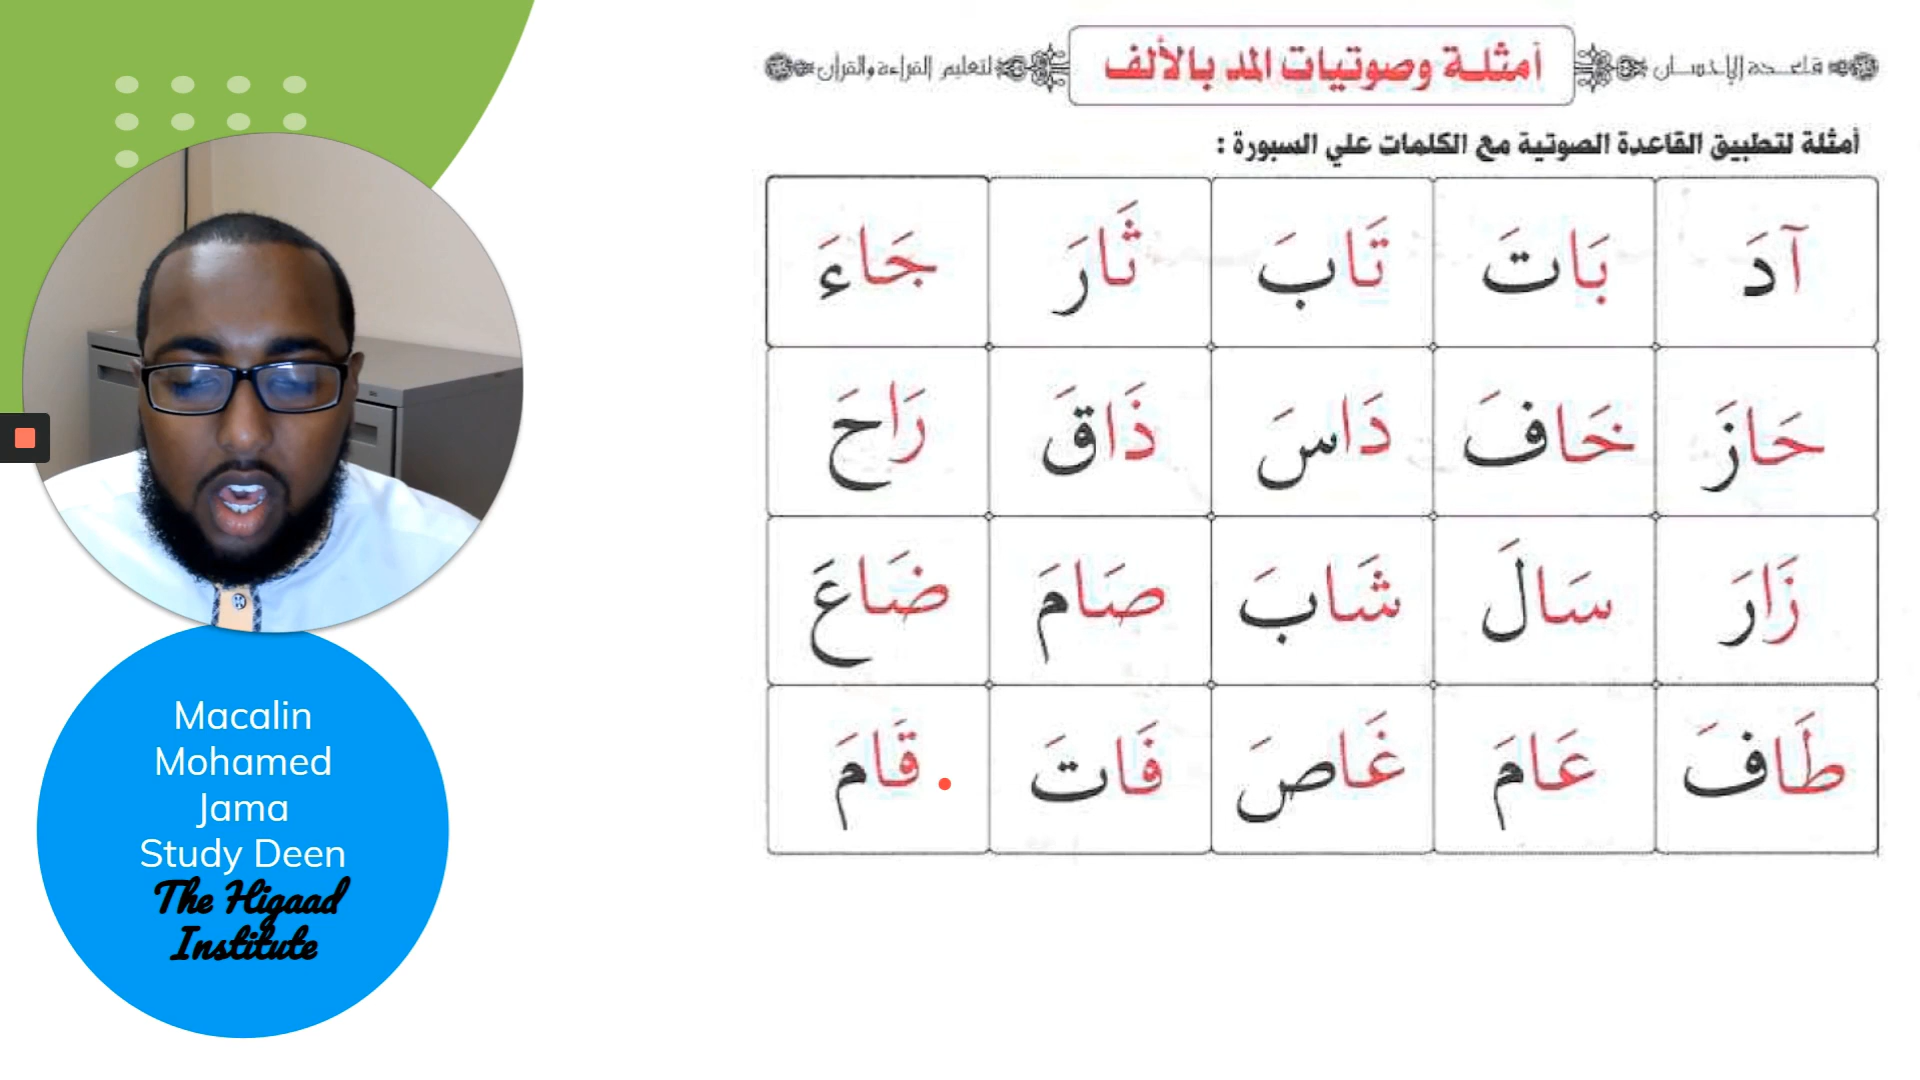 قاعدة الإحسان
أمثلة وصوتيات المد بالألف
لتعليم القراءة والقرآن
أمثلة لتطبيق القاعدة الصوتية مع الكلمات علي السبورة :
آدَ بَاتَ تَابَ ثَارَ جَاءَ
حَازَ خَافَ دَاسَ ذَاقَ رَاحَ
زَارَ سَالَ شَابَ صَامَ ضَاعَ
طَافَ عَامَ غَاصَ فَاتَ قَامَ
Macalin
Mohamed
Jama
Study Deen
The Higaad
Institute